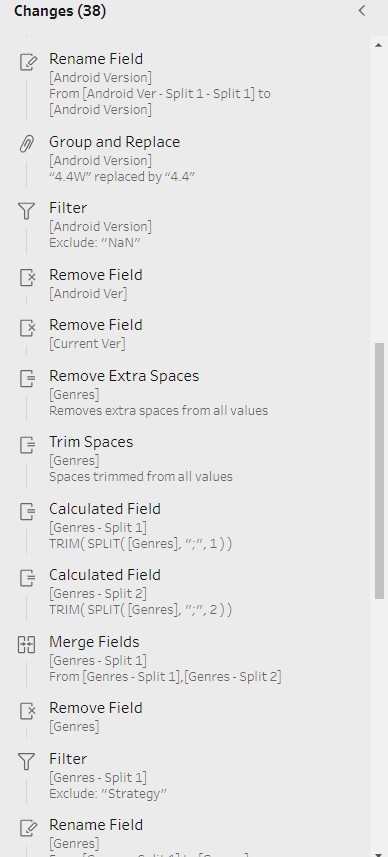 Changes (38)
Rename Field
[Android Version]
From [Android Ver - Split 1 - Split 1] to
[Android Version]
Group and Replace
[Android Version]
"4.4W" replaced by "4.4"
Filter
[Android Version]
Exclude: "NaN"
Remove Field
[Android Ver]
Remove Field
[Current Ver]
Remove Extra Spaces
[Genres]
Removes extra spaces from all values
Trim Spaces
[Genres]
Spaces trimmed from all values
Calculated Field
[Genres - Split 1]
TRIM( SPLIT( [Genres], ";", 1 ) )
Calculated Field
[Genres - Split 2]
TRIM( SPLIT( [Genres], ";", 2 ) )
Merge Fields
[Genres - Split 1]
From [Genres - Split 1],[Genres - Split 2]
Remove Field
[Genres]
Filter
[Genres - Split 1]
Exclude: "Strategy"
Rename Field
[Genres]